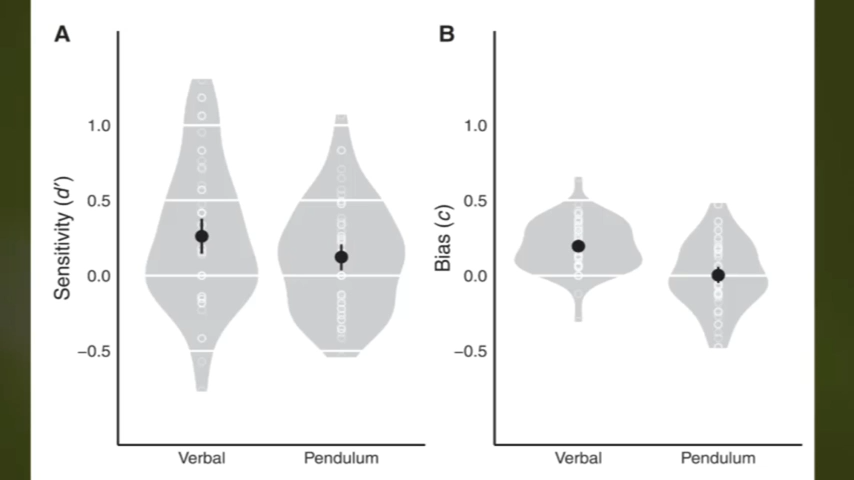 A
Sensitivity (d′)
1.0
0.5
0.0
−0.5
Verbal
Pendulum
B
Bias (c)
1.0
0.5
0.0
−0.5
Verbal
Pendulum